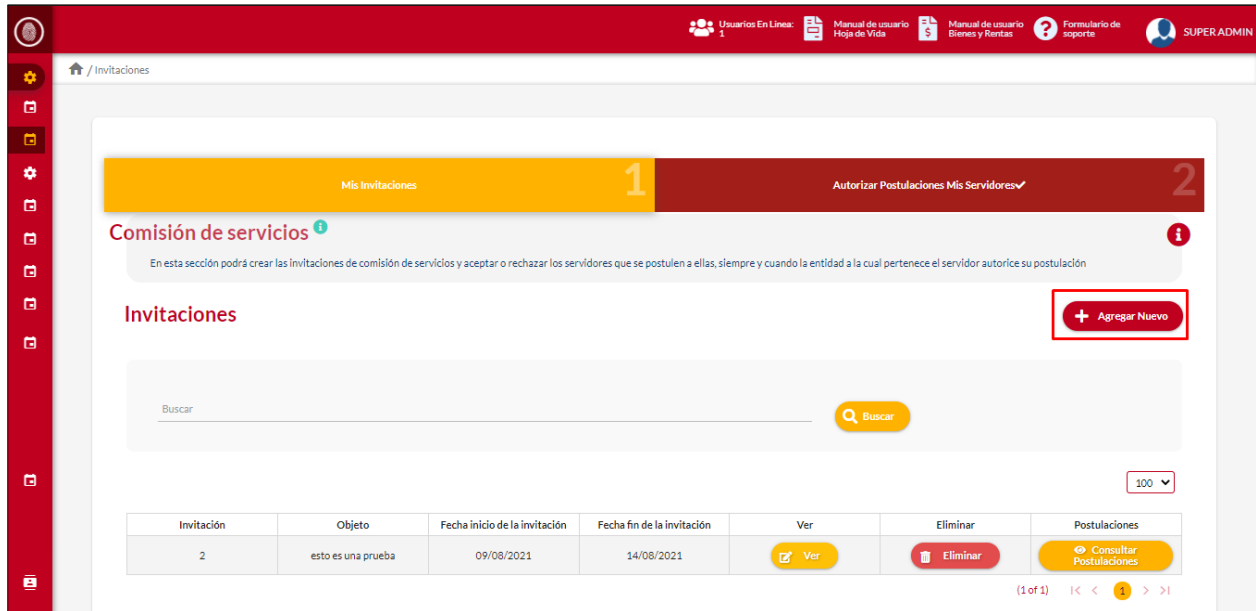 Usuarios En Linea:
1
Manual de usuario
Hoja de Vida
Manual de usuario
Bienes y Rentas
Formulario de
soporte
SUPER ADMIN
/ Invitaciones
Mis Invitaciones
1
Autorizar Postulaciones Mis Servidores✔
2
Comisión de servicios
En esta sección podrá crear las invitaciones de comisión de servicios y aceptar o rechazar los servidores que se postulen a ellas, siempre y cuando la entidad a la cual pertenece el servidor autorice su postulación
Invitaciones
+ Agregar Nuevo
Buscar
Buscar
100
Invitación Objeto Fecha inicio de la invitación Fecha fin de la invitación Ver Eliminar Postulaciones
2 esto es una prueba 09/08/2021 14/08/2021 Ver Eliminar Consultar
Postulaciones
(1 of 1) |< < 1 > >|